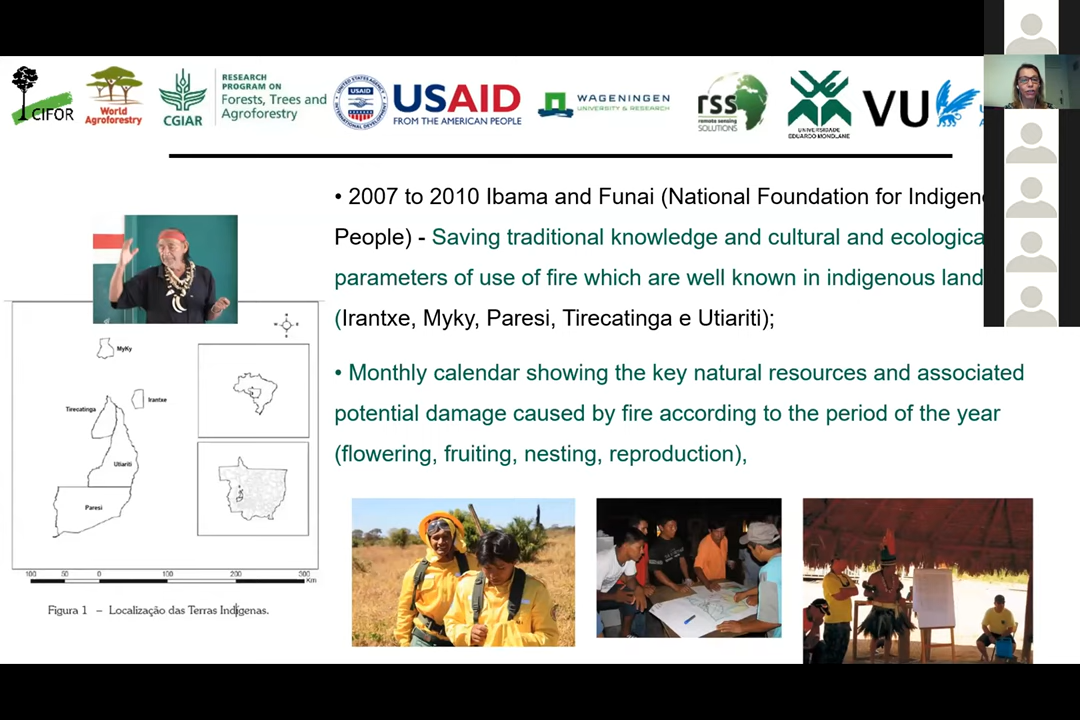 CIFOR
World
Agroforestry
CGIAR
RESEARCH
PROGRAM ON
Forests, Trees and
Agroforestry
USAID
USAID
FROM THE AMERICAN PEOPLE
WAGENINGEN
UNIVERSITY & RESEARCH
rss
remote sensing
SOLUTIONS
UNIVERSIDADE
EDUARDO MONDLANE
VU
• 2007 to 2010 Ibama and Funai (National Foundation for Indigen
People) - Saving traditional knowledge and cultural and ecologica
parameters of use of fire which are well known in indigenous land
(Irantxe, Myky, Paresi, Tirecatinga e Utiariti);
• Monthly calendar showing the key natural resources and associated
potential damage caused by fire according to the period of the year
(flowering, fruiting, nesting, reproduction),
MyKy
Irantxe
Tirecatinga
Utiariti
Paresi
100 50 0 100 200 300
Km
Figura 1 – Localização das Terras Indígenas.